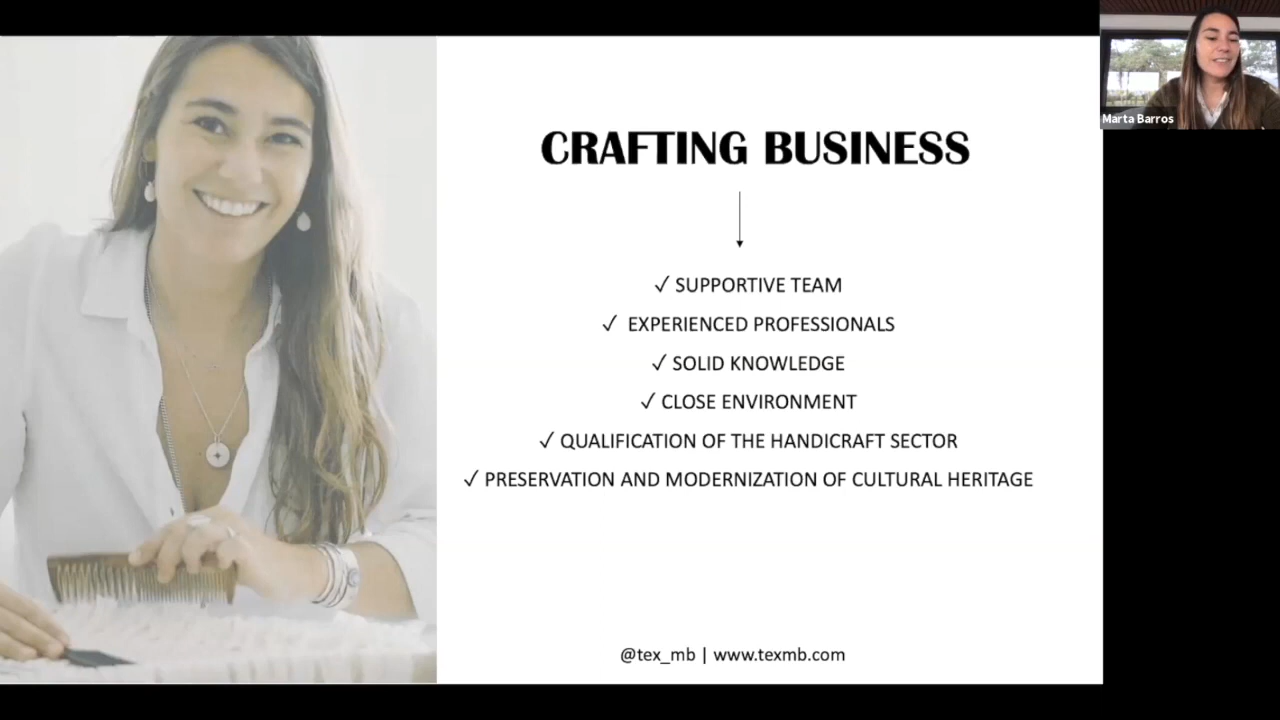 CRAFTING BUSINESS
✓ SUPPORTIVE TEAM
✓ EXPERIENCED PROFESSIONALS
✓ SOLID KNOWLEDGE
✓ CLOSE ENVIRONMENT
✓ QUALIFICATION OF THE HANDICRAFT SECTOR
✓ PRESERVATION AND MODERNIZATION OF CULTURAL HERITAGE
@tex_mb | www.texmb.com
Marta Barros